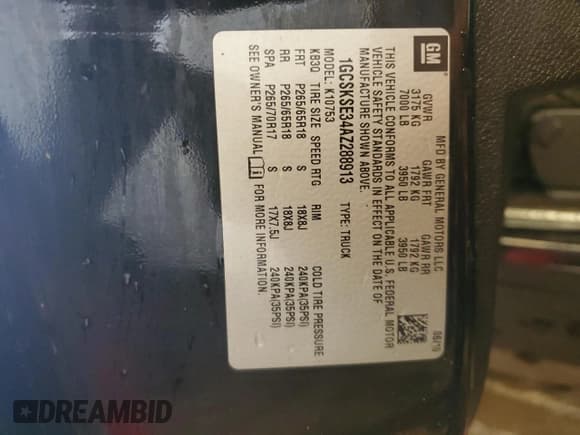 GM
MFD BY GENERAL MOTORS LLC
06/10
GVWR GAWR FRT GAWR RR
3175 KG 1792 KG 1792 KG
7000 LB 3950 LB 3950 LB
THIS VEHICLE CONFORMS TO ALL APPLICABLE U.S. FEDERAL MOTOR
VEHICLE SAFETY STANDARDS IN EFFECT ON THE DATE OF
MANUFACTURE SHOWN ABOVE.
1GCSKSE34AZ288913 TYPE: TRUCK
MODEL: K10753
KB3Q TIRE SIZE SPEED RTG RIM COLD TIRE PRESSURE
FRT P265/65R18 S 18X8J 240KPA(35PSI)
RR P265/65R18 S 18X8J 240KPA(35PSI)
SPA P265/70R17 S 17X7.5J 240KPA(35PSI)
SEE OWNER'S MANUAL FOR MORE INFORMATION.
DREAMBID